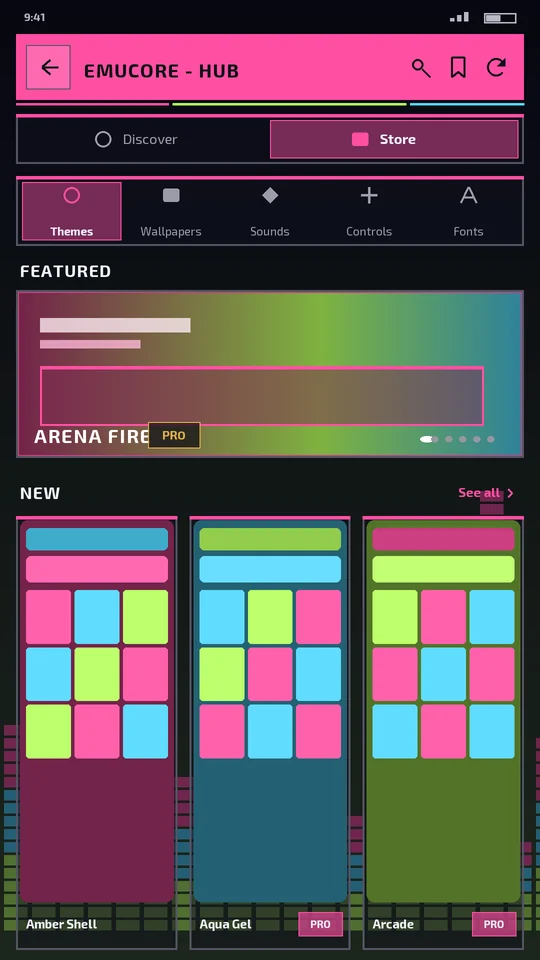 9:41
EMUCORE - HUB
Discover
Store
Themes
Wallpapers
Sounds
Controls
Fonts
FEATURED
ARENA FIRE
PRO
NEW
See all
Amber Shell
Aqua Gel
PRO
Arcade
PRO